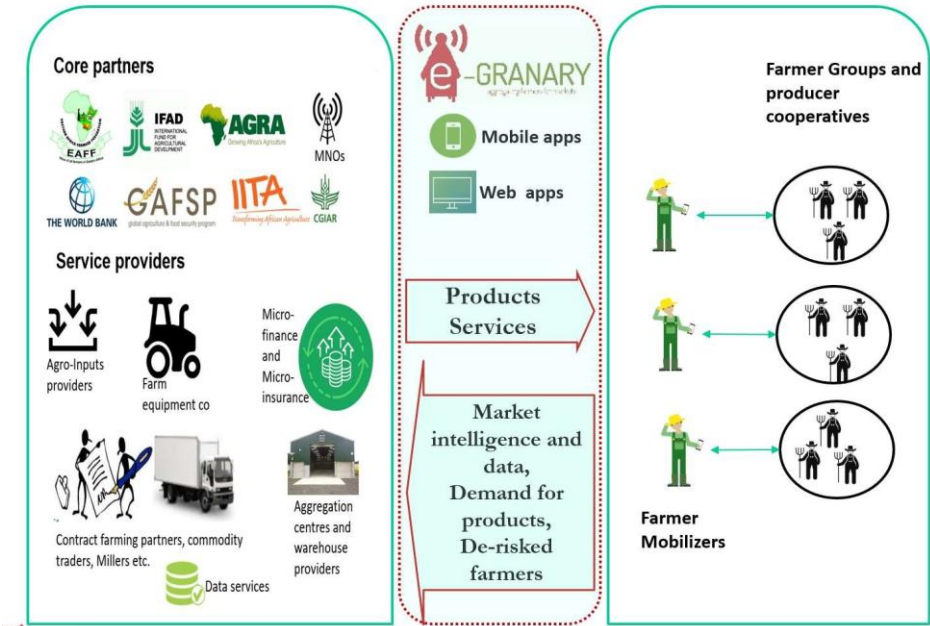 Core partners
EAFF
IFAD
INTERNATIONAL
FUND FOR
AGRICULTURAL
DEVELOPMENT
AGRA
Growing Africa's Agriculture
MNOs
THE WORLD BANK
GAFSP
global agriculture & food security program
IITA
Transforming African Agriculture
CGIAR
Service providers
Agro-Inputs
providers
Farm
equipment co
Micro-
finance
and
Micro-
insurance
Contract farming partners, commodity
traders, Millers etc.
Aggregation
centres and
warehouse
providers
Data services
e-GRANARY
Mobile apps
Web apps
Products
Services
Market
intelligence and
data,
Demand for
products,
De-risked
farmers
Farmer Groups and
producer
cooperatives
Farmer
Mobilizers